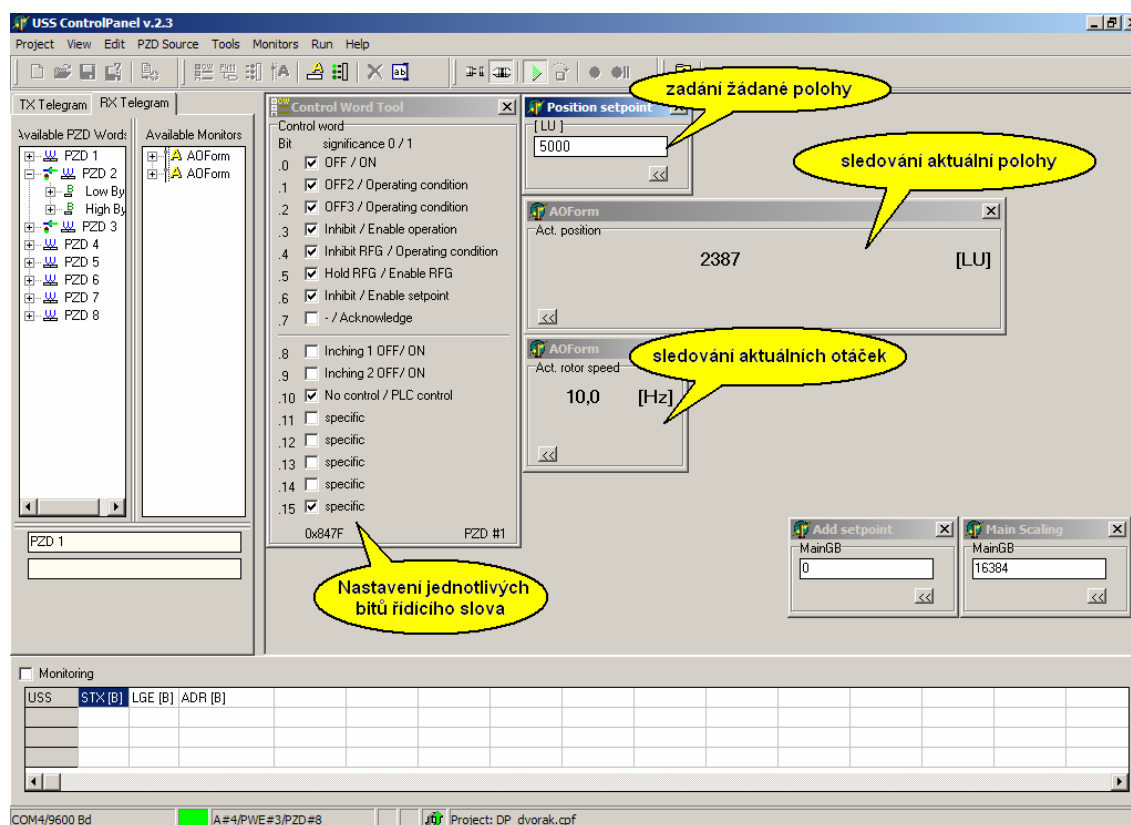 USS ControlPanel v.2.3
Project View Edit PZD Source Tools Monitors Run Help
TX Telegram RX Telegram
Available PZD Words
PZD 1
PZD 2
Low By
High By
PZD 3
PZD 4
PZD 5
PZD 6
PZD 7
PZD 8
Available Monitors
AOForm
AOForm
PZD 1
Control Word Tool
Control word
Bit significance 0 / 1
.0 OFF / ON
.1 OFF2 / Operating condition
.2 OFF3 / Operating condition
.3 Inhibit / Enable operation
.4 Inhibit RFG / Operating condition
.5 Hold RFG / Enable RFG
.6 Inhibit / Enable setpoint
.7 - / Acknowledge
.8 Inching 1 OFF/ ON
.9 Inching 2 OFF/ ON
.10 No control / PLC control
.11 specific
.12 specific
.13 specific
.14 specific
.15 specific
0x847F PZD #1
Nastavení jednotlivých
bitů řídícího slova
zadání žádané polohy
Position setpoint
[ LU ]
5000
<<
sledování aktuální polohy
AOForm
Act. position
2387 [LU]
<<
AOForm
sledování aktuálních otáček
Act. rotor speed
10,0 [Hz]
<<
Add setpoint
MainGB
0
<<
Main Scaling
MainGB
16384
<<
Monitoring
USS STX [B] LGE [B] ADR [B]
COM4/9600 Bd A#4/PWE#3/PZD#8 Project: DP_dvorak.cpf